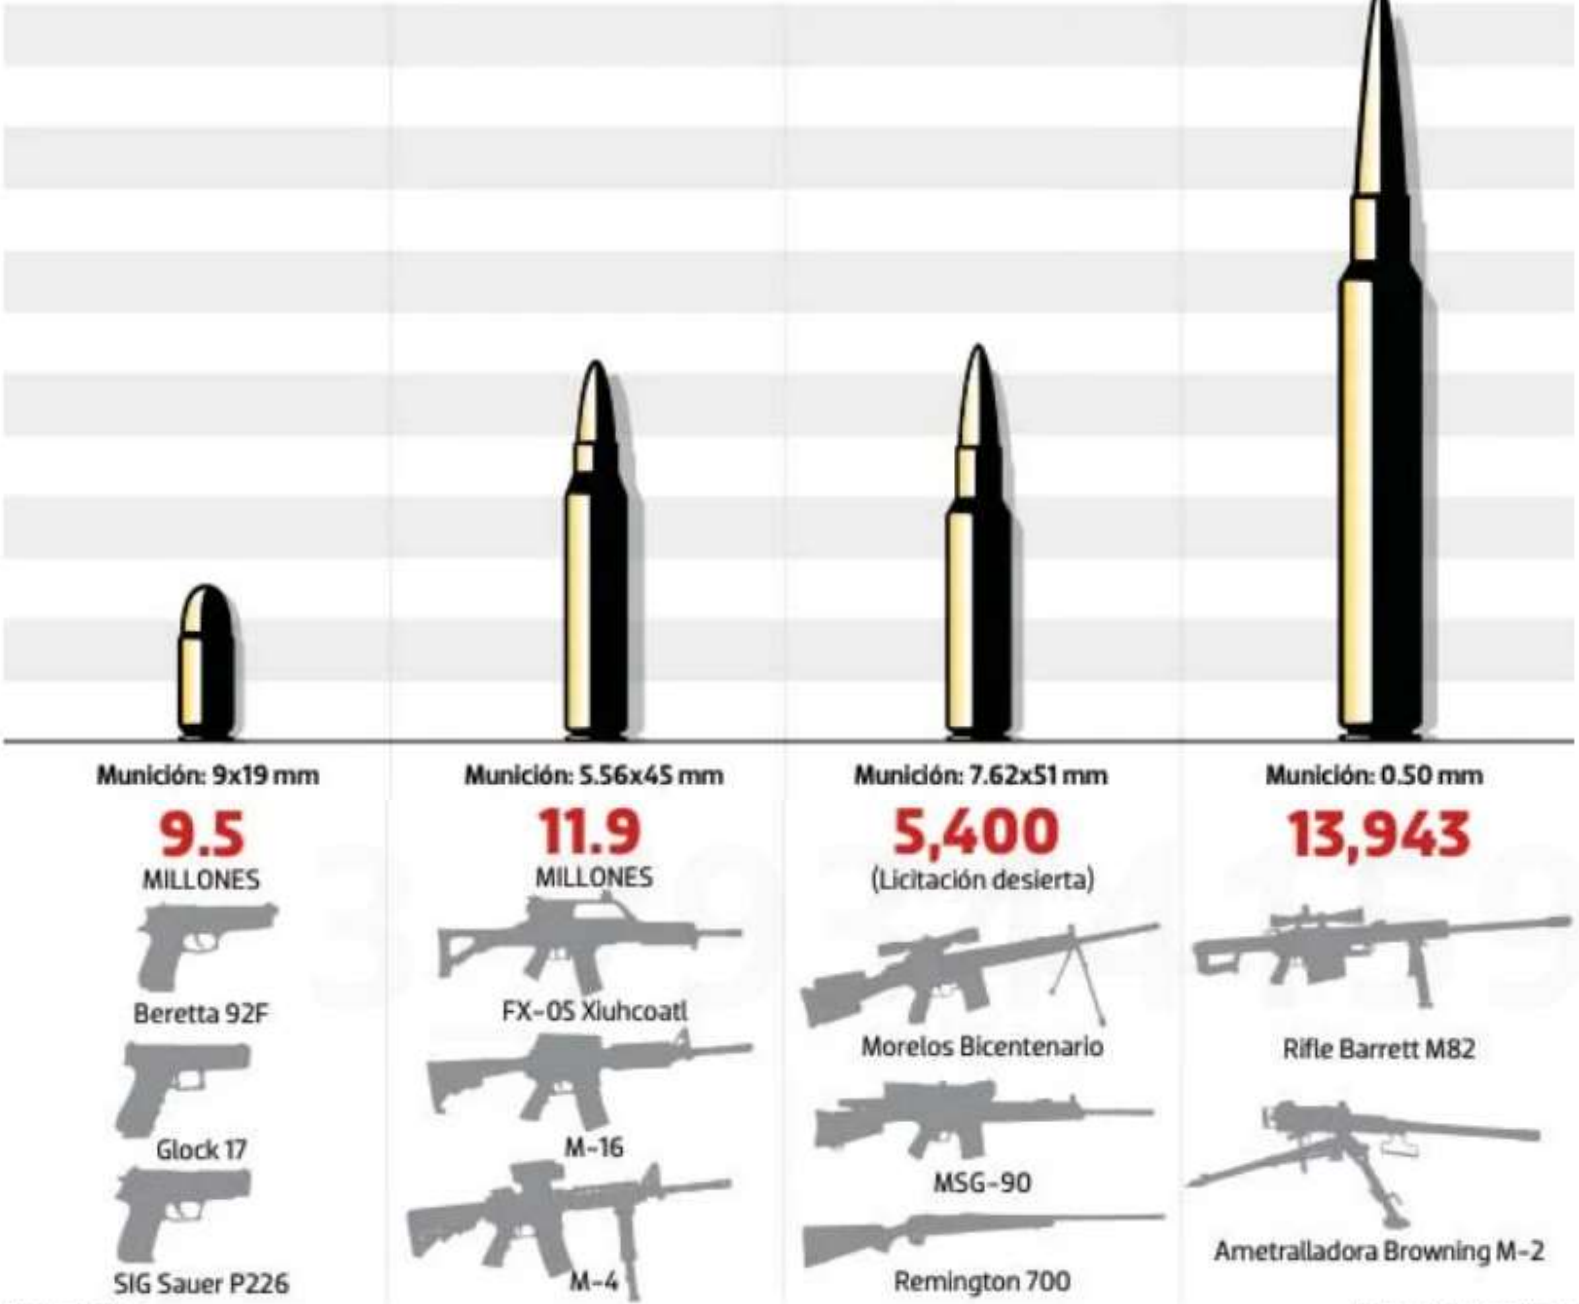 Munición: 9x19 mm
9.5
MILLONES
Beretta 92F
Glock 17
SIG Sauer P226
Munición: 5.56x45 mm
11.9
MILLONES
FX-05 Xiuhcoatl
M-16
M-4
Munición: 7.62x51 mm
5,400
(Licitación desierta)
Morelos Bicentenario
MSG-90
Remington 700
Munición: 0.50 mm
13,943
Rifle Barrett M82
Ametralladora Browning M-2